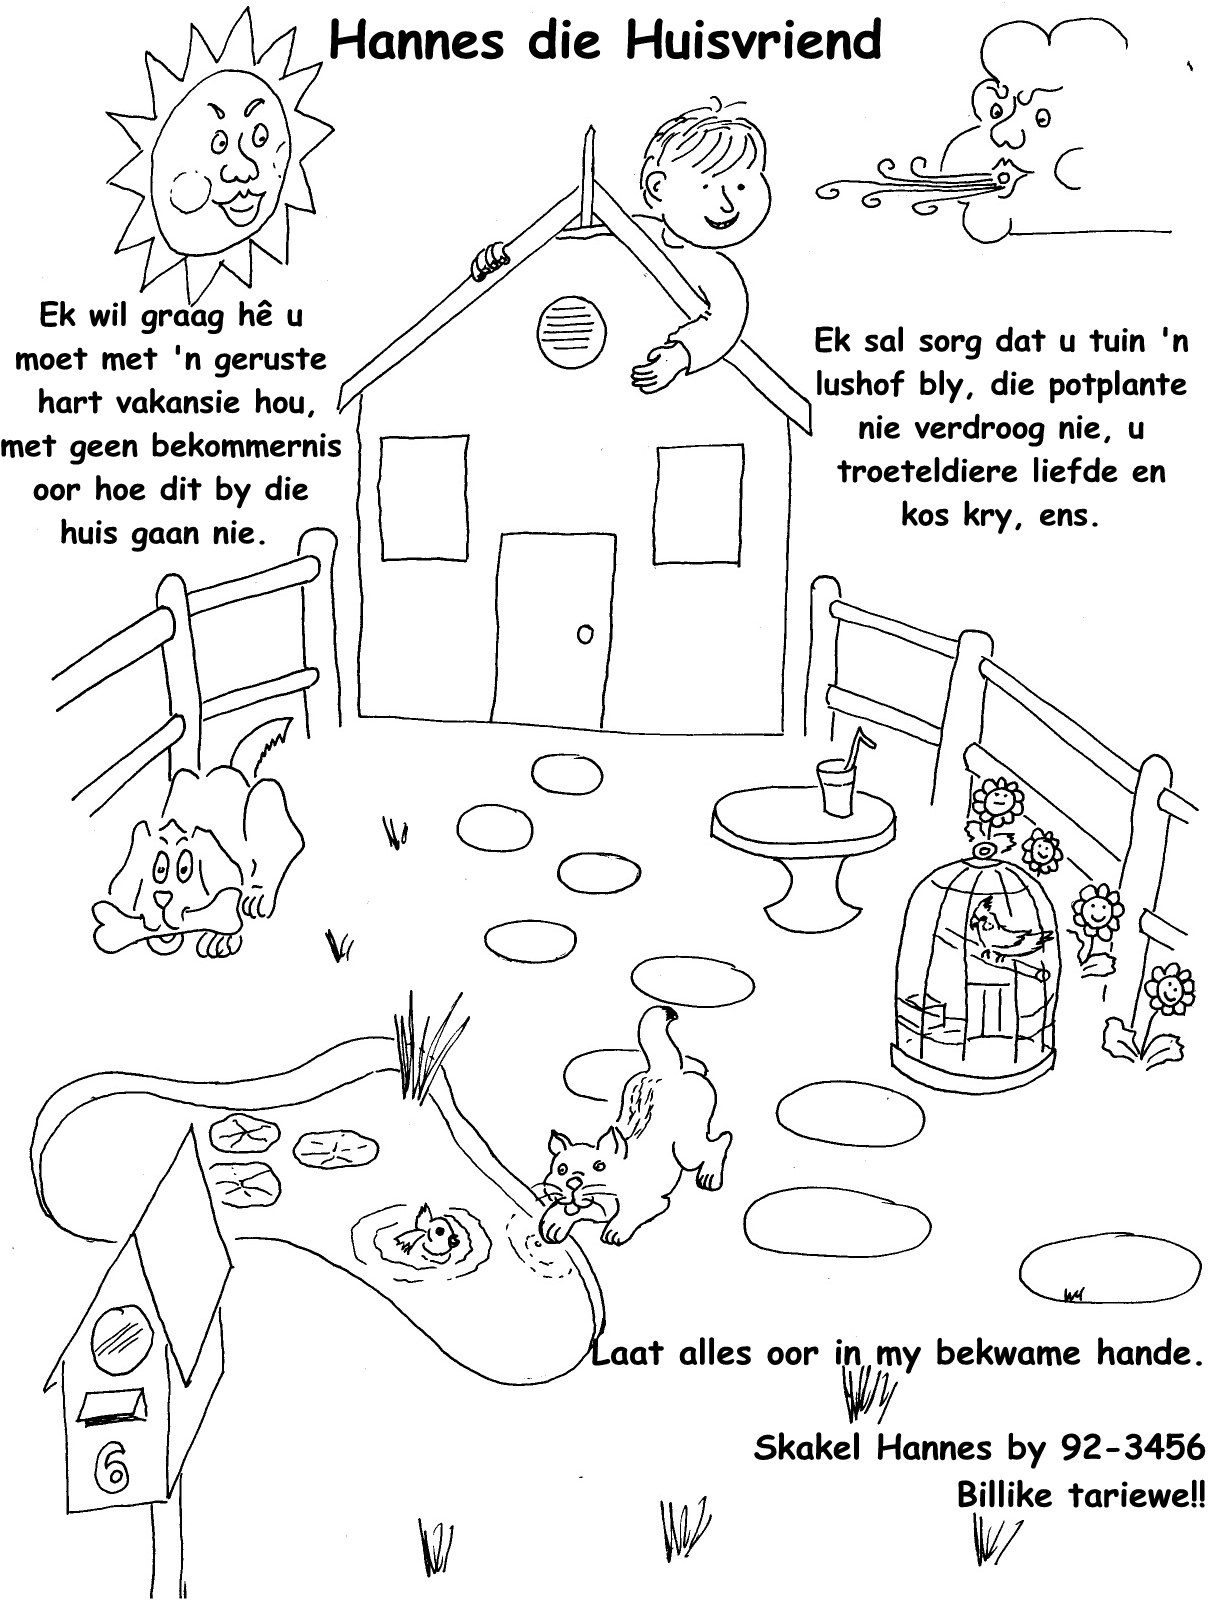 Hannes die Huisvriend
Ek wil graag hê u
moet met 'n geruste
hart vakansie hou,
met geen bekommernis
oor hoe dit by die
huis gaan nie.
Ek sal sorg dat u tuin 'n
lushof bly, die potplante
nie verdroog nie, u
troeteldiere liefde en
kos kry, ens.
6
Laat alles oor in my bekwame hande.
Skakel Hannes by 92-3456
Billike tariewe!!